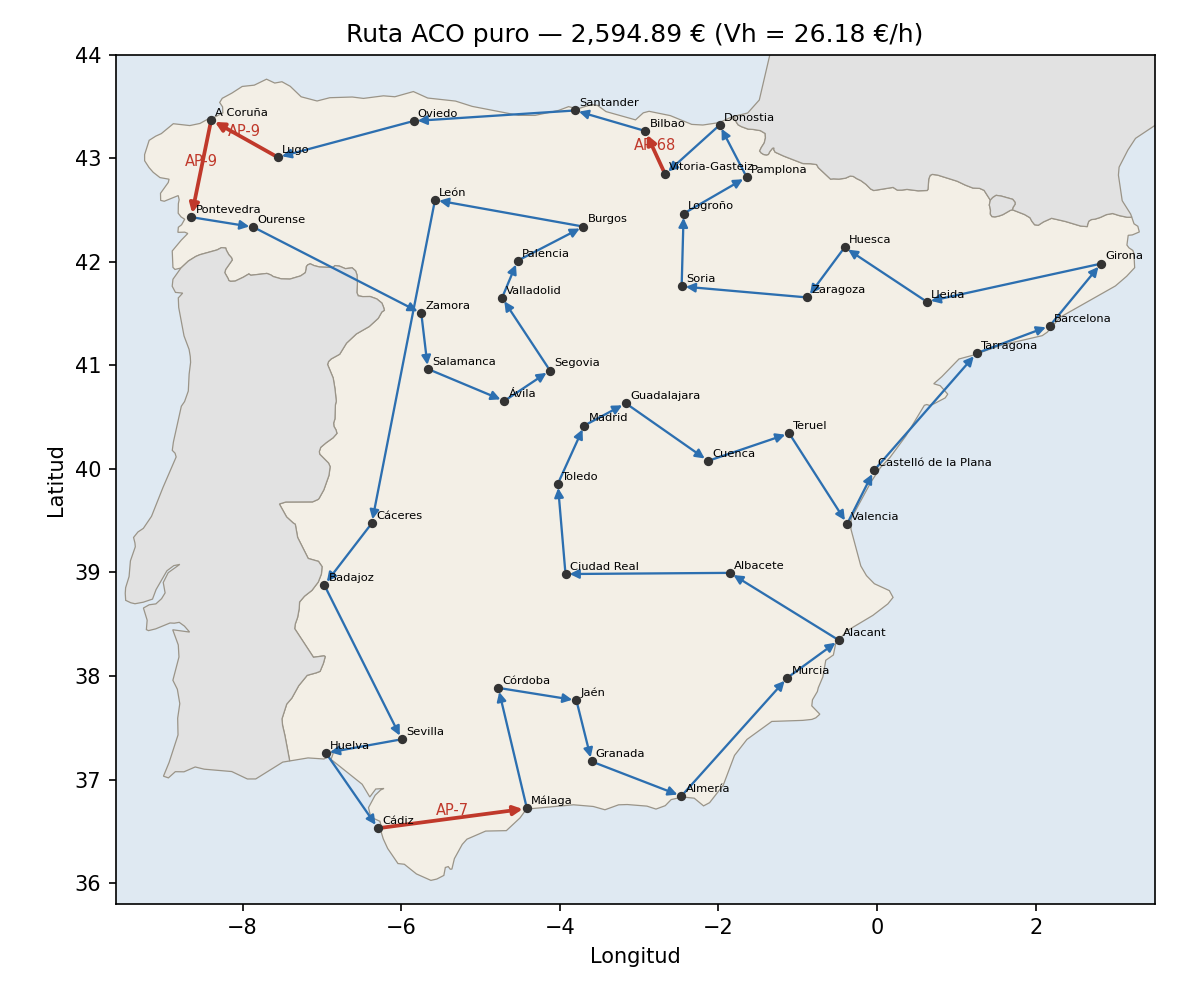 Ruta ACO puro — 2,594.89 € (Vh = 26.18 €/h)
44
43
42
41
40
39
38
37
36
Latitud
A Coruña
AP-9
Lugo
AP-9
Oviedo
Santander
Bilbao
AP-68
Donostia
Vitoria-Gasteiz
Pamplona
Pontevedra
Ourense
León
Burgos
Logroño
Palencia
Huesca
Girona
Valladolid
Soria
Zaragoza
Lleida
Zamora
Barcelona
Tarragona
Salamanca
Segovia
Ávila
Guadalajara
Madrid
Teruel
Cuenca
Castelló de la Plana
Toledo
Cáceres
Valencia
Badajoz
Ciudad Real
Albacete
Alacant
Murcia
Córdoba
Jaén
Sevilla
Huelva
Granada
Almería
Málaga
AP-7
Cádiz
−8
−6
−4
−2
0
2
Longitud